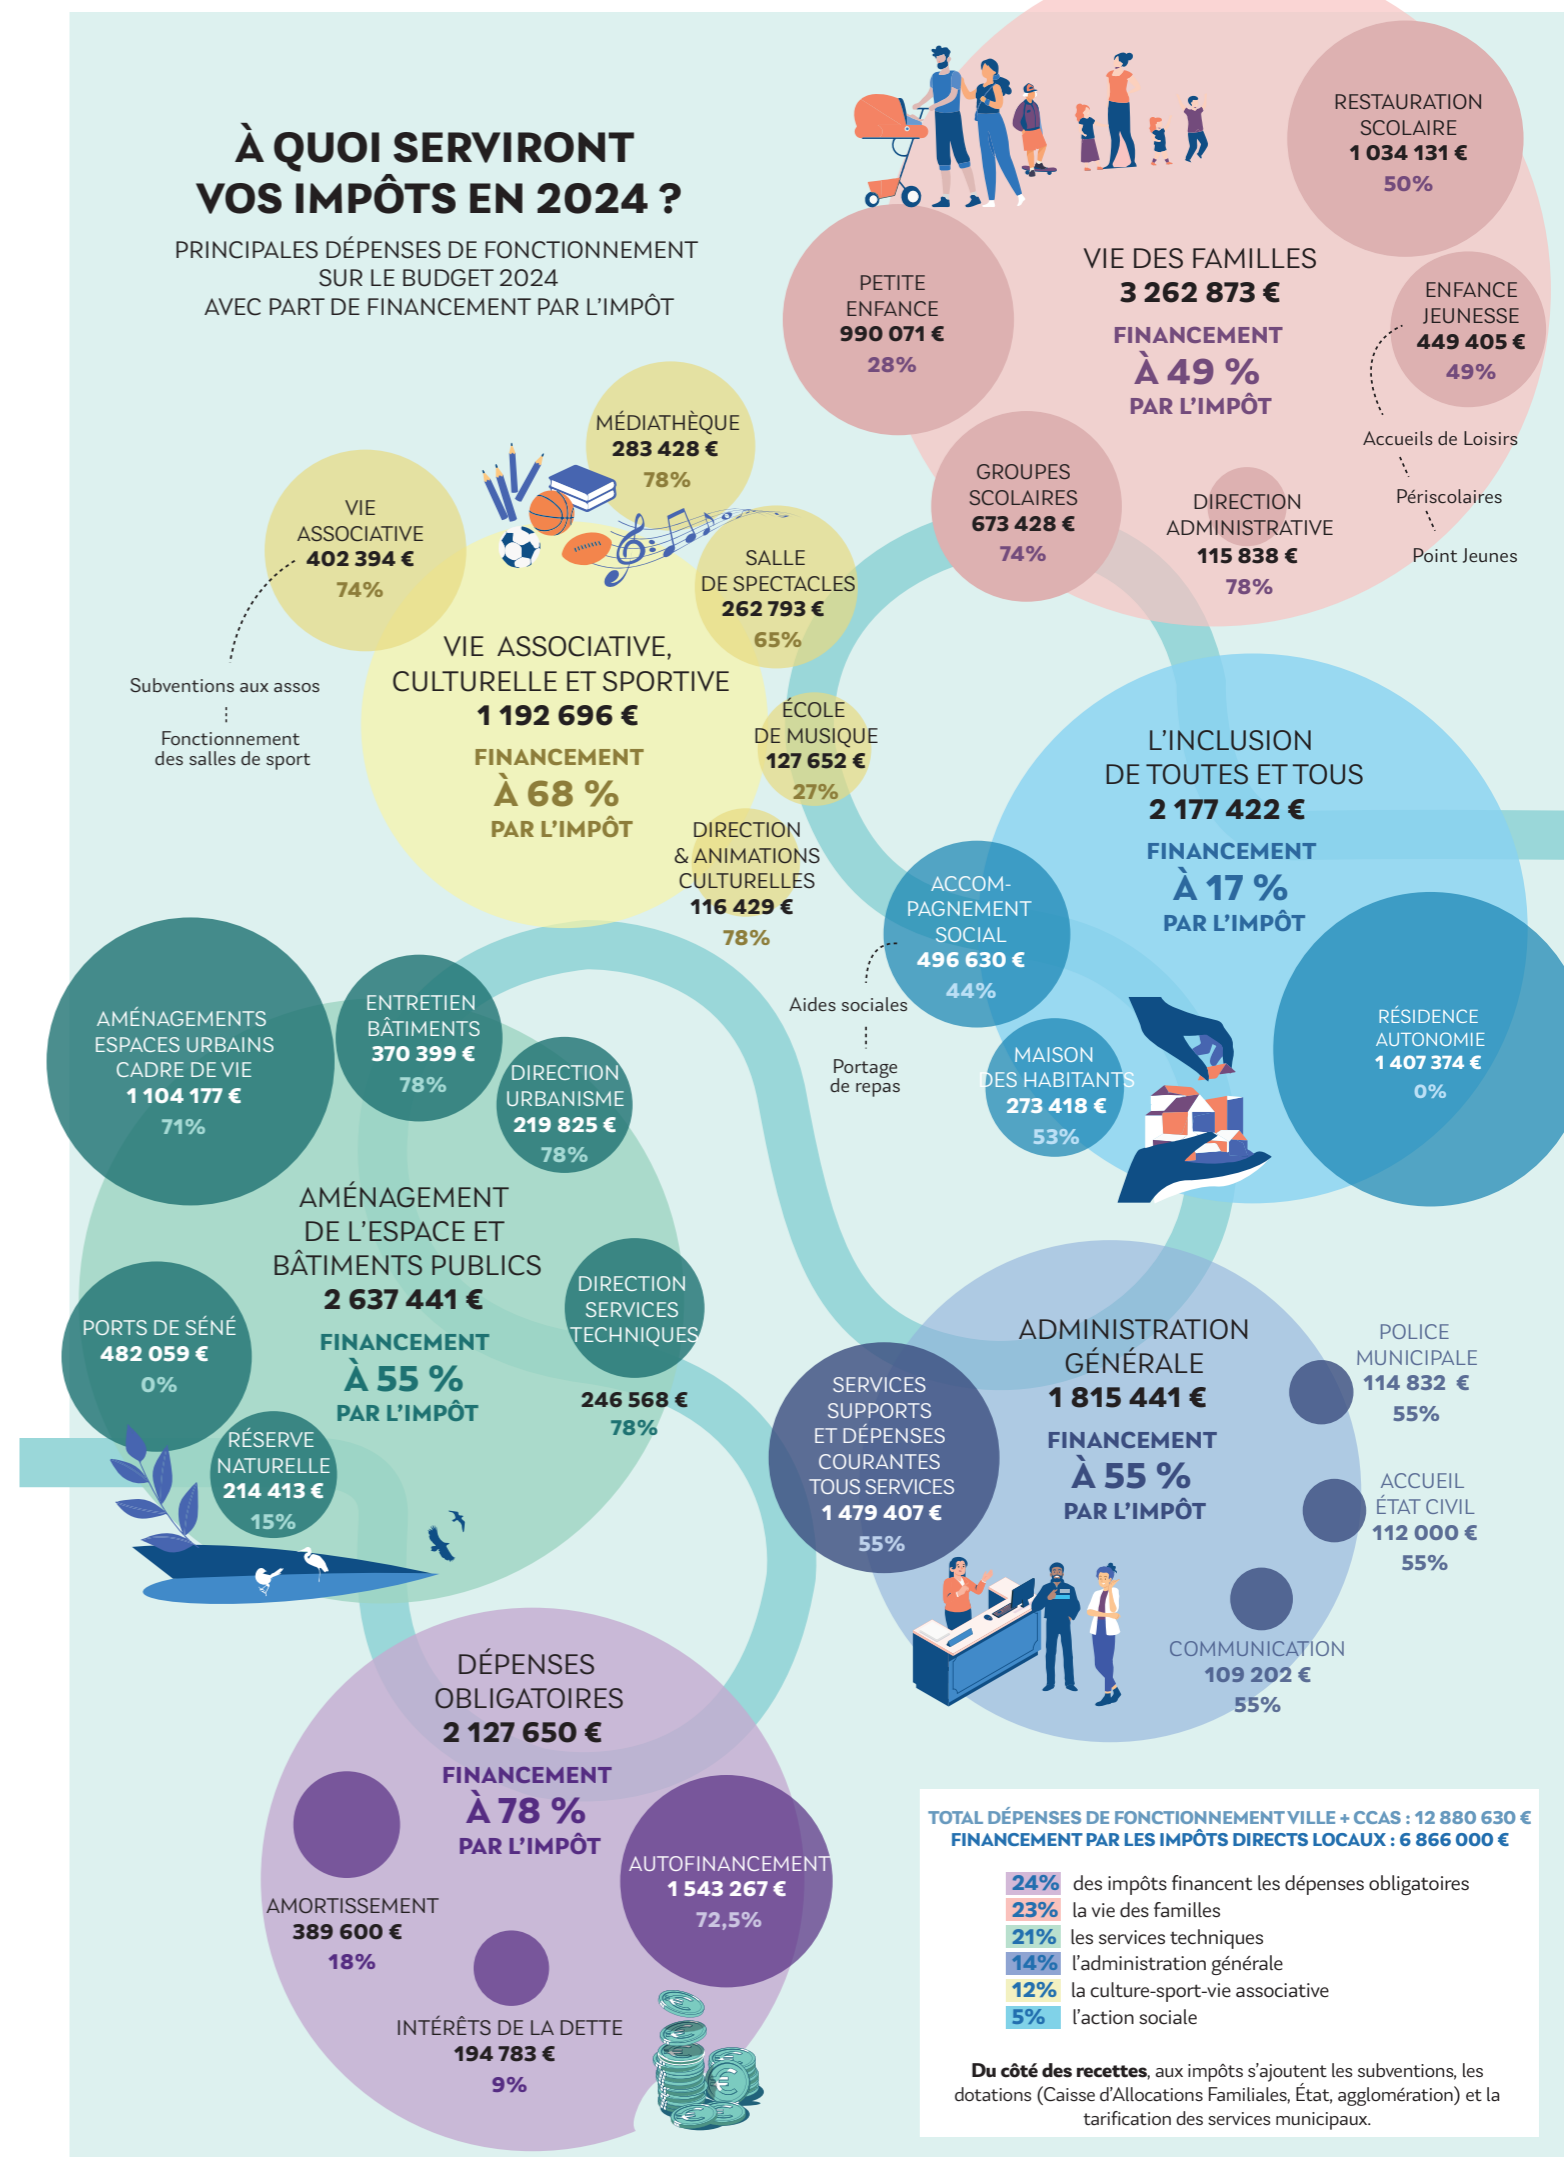 À QUOI SERVIRONT
VOS IMPÔTS EN 2024 ?
PRINCIPALES DÉPENSES DE FONCTIONNEMENT
SUR LE BUDGET 2024
AVEC PART DE FINANCEMENT PAR L'IMPÔT
RESTAURATION
SCOLAIRE
1 034 131 €
50%
VIE DES FAMILLES
3 262 873 €
FINANCEMENT
À 49 %
PAR L'IMPÔT
PETITE
ENFANCE
990 071 €
28%
ENFANCE
JEUNESSE
449 405 €
49%
Accueils de Loisirs
Périscolaires
Point Jeunes
GROUPES
SCOLAIRES
673 428 €
74%
DIRECTION
ADMINISTRATIVE
115 838 €
78%
MÉDIATHÈQUE
283 428 €
78%
VIE
ASSOCIATIVE
402 394 €
74%
Subventions aux assos
Fonctionnement
des salles de sport
SALLE
DE SPECTACLES
262 793 €
65%
VIE ASSOCIATIVE,
CULTURELLE ET SPORTIVE
1 192 696 €
FINANCEMENT
À 68 %
PAR L'IMPÔT
ÉCOLE
DE MUSIQUE
127 652 €
27%
DIRECTION
& ANIMATIONS
CULTURELLES
116 429 €
78%
L'INCLUSION
DE TOUTES ET TOUS
2 177 422 €
FINANCEMENT
À 17 %
PAR L'IMPÔT
ACCOM-
PAGNEMENT
SOCIAL
496 630 €
44%
Aides sociales
Portage
de repas
MAISON
DES HABITANTS
273 418 €
53%
RÉSIDENCE
AUTONOMIE
1 407 374 €
0%
AMÉNAGEMENTS
ESPACES URBAINS
CADRE DE VIE
1 104 177 €
71%
ENTRETIEN
BÂTIMENTS
370 399 €
78%
DIRECTION
URBANISME
219 825 €
78%
AMÉNAGEMENT
DE L'ESPACE ET
BÂTIMENTS PUBLICS
2 637 441 €
FINANCEMENT
À 55 %
PAR L'IMPÔT
DIRECTION
SERVICES
TECHNIQUES
246 568 €
78%
PORTS DE SÉNÉ
482 059 €
0%
RÉSERVE
NATURELLE
214 413 €
15%
ADMINISTRATION
GÉNÉRALE
1 815 441 €
FINANCEMENT
À 55 %
PAR L'IMPÔT
SERVICES
SUPPORTS
ET DÉPENSES
COURANTES
TOUS SERVICES
1 479 407 €
55%
POLICE
MUNICIPALE
114 832 €
55%
ACCUEIL
ÉTAT CIVIL
112 000 €
55%
COMMUNICATION
109 202 €
55%
DÉPENSES
OBLIGATOIRES
2 127 650 €
FINANCEMENT
À 78 %
PAR L'IMPÔT
AUTOFINANCEMENT
1 543 267 €
72,5%
AMORTISSEMENT
389 600 €
18%
INTÉRÊTS DE LA DETTE
194 783 €
9%
TOTAL DÉPENSES DE FONCTIONNEMENT VILLE + CCAS : 12 880 630 €
FINANCEMENT PAR LES IMPÔTS DIRECTS LOCAUX : 6 866 000 €
24% des impôts financent les dépenses obligatoires
23% la vie des familles
21% les services techniques
14% l'administration générale
12% la culture-sport-vie associative
5% l'action sociale
Du côté des recettes, aux impôts s'ajoutent les subventions, les
dotations (Caisse d'Allocations Familiales, État, agglomération) et la
tarification des services municipaux.